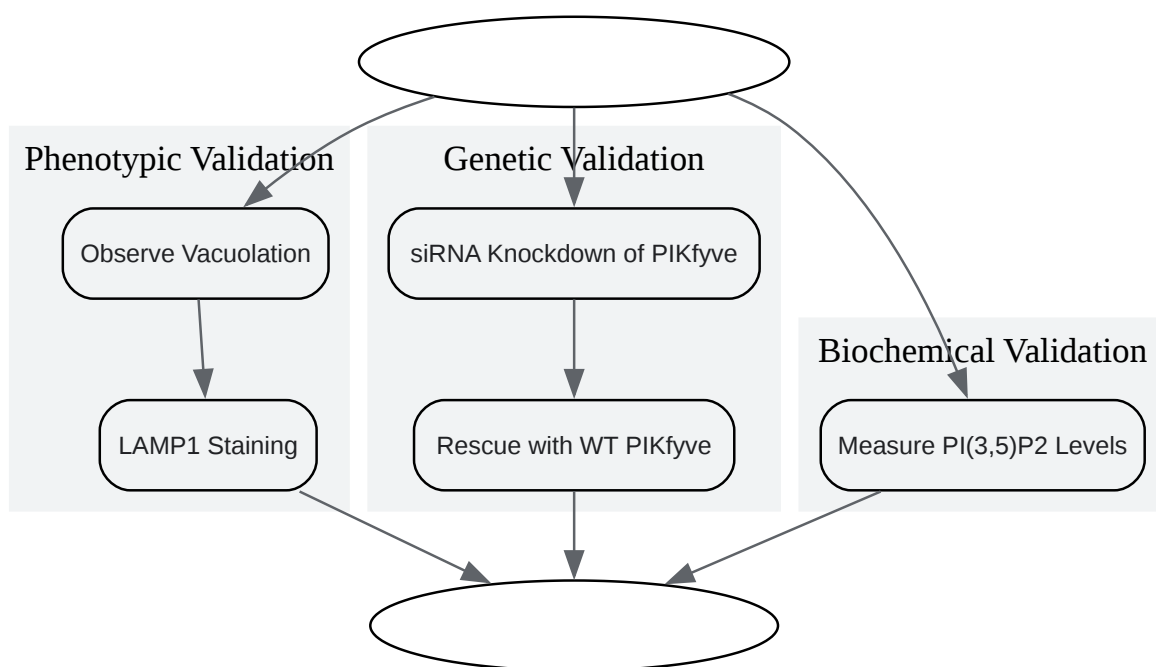 Phenotypic Validation
Genetic Validation
Observe Vacuolation
siRNA Knockdown of PIKfyve
Biochemical Validation
LAMP1 Staining
Rescue with WT PIKfyve
Measure PI(3,5)P2 Levels